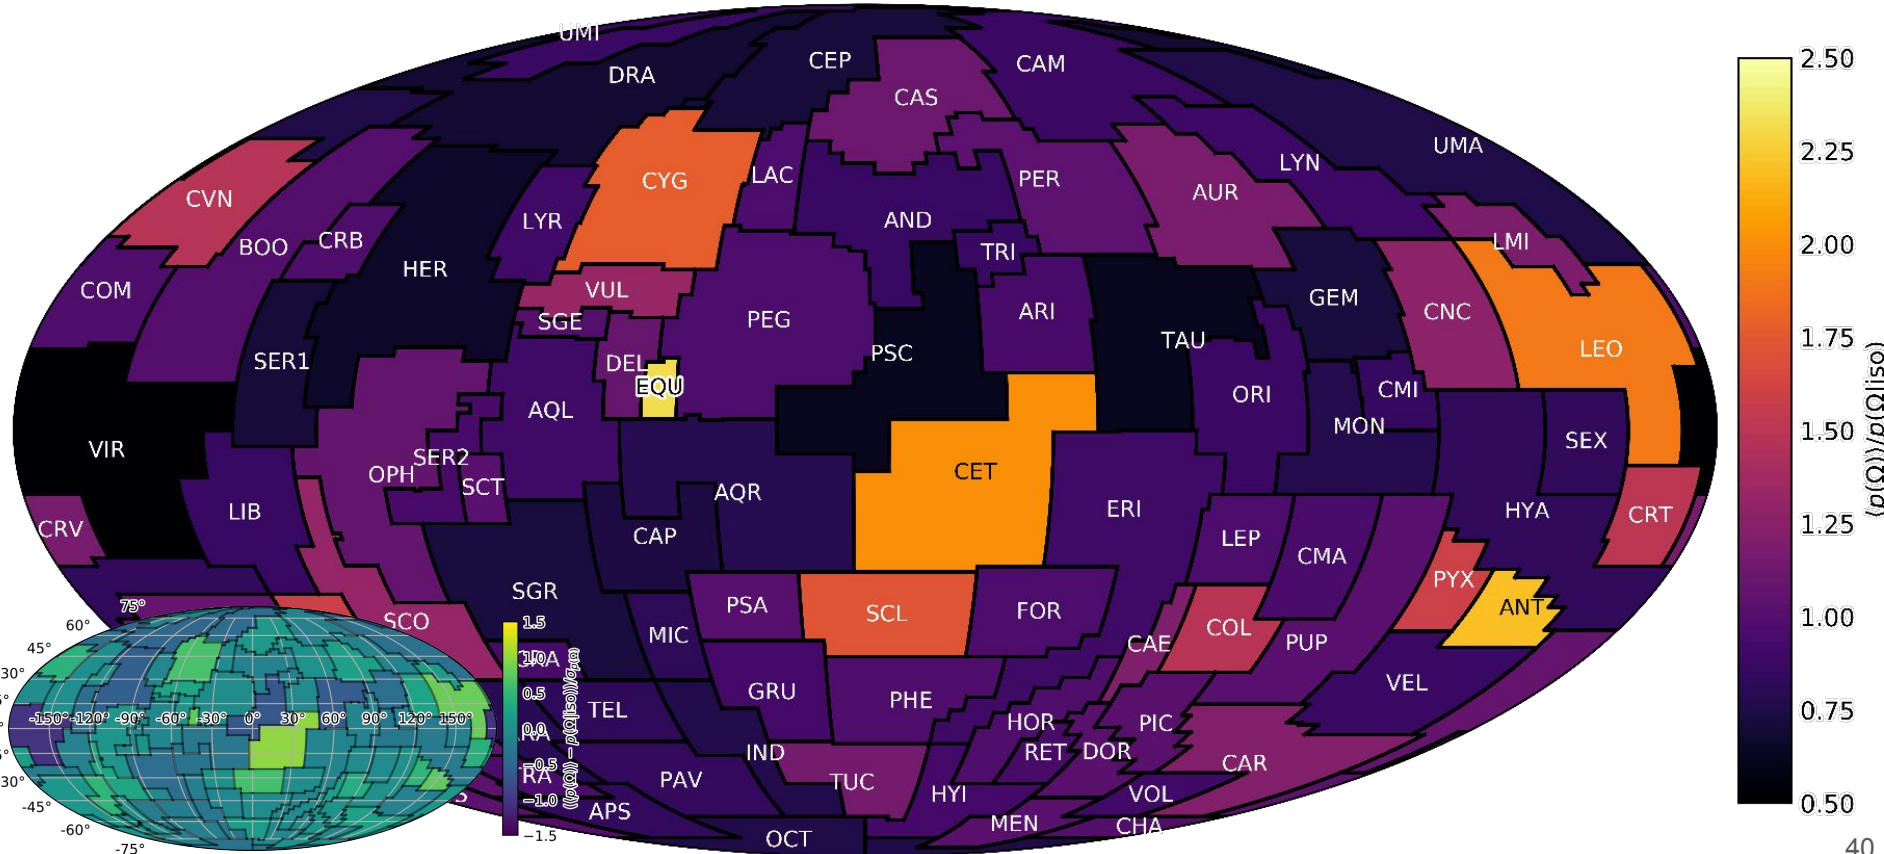 UMI
DRA
CEP
CAM
CAS
UMA
LYN
CVN
CYG
LAC
PER
AUR
LYR
AND
BOO
CRB
TRI
LMI
HER
COM
VUL
GEM
SGE
PEG
ARI
CNC
TAU
PSC
LEO
SER1
DEL
EQU
AQL
ORI
CMI
MON
VIR
SEX
SER2
OPH
CET
SCT
AQR
LIB
ERI
HYA
CRT
CRV
CAP
LEP
CMA
PYX
SGR
PSA
SCL
FOR
ANT
SCO
MIC
COL
CAE
PUP
GRU
PHE
VEL
TEL
HOR
PIC
IND
RET
DOR
CAR
RA
PAV
TUC
HYI
VOL
APS
MEN
CHA
OCT
2.50
2.25
2.00
1.75
1.50
1.25
1.00
0.75
0.50
⟨p(Ω)⟩/p(Ω|iso)
75°
60°
45°
30°
-150° -120° -90° -60° -30° 0° 30° 60° 90° 120° 150°
30°
-45°
-60°
-75°
1.5
1.0
0.5
0.0
−0.5
−1.0
−1.5
40